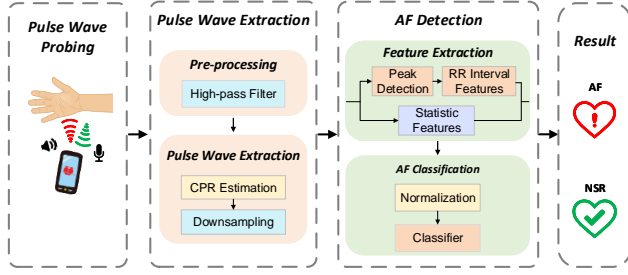 Pulse Wave
Probing
Pulse Wave Extraction
Pre-processing
High-pass Filter
Pulse Wave Extraction
CPR Estimation
Downsampling
AF Detection
Feature Extraction
Peak
Detection
RR Interval
Features
Statistic
Features
AF Classification
Normalization
Classifier
Result
AF
!
NSR